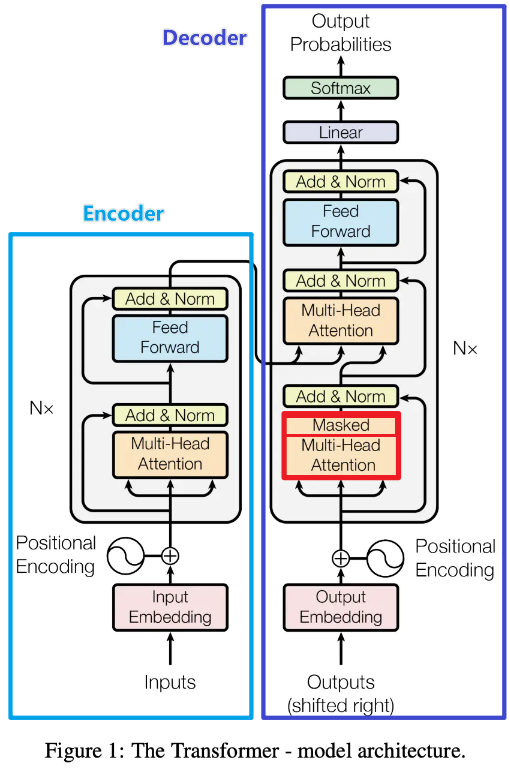 Decoder
Output
Probabilities
Softmax
Linear
Add & Norm
Feed
Forward
Add & Norm
Multi-Head
Attention
N×
Add & Norm
Masked
Multi-Head
Attention
Positional
Encoding
Output
Embedding
Outputs
(shifted right)
Encoder
Add & Norm
Feed
Forward
N×
Add & Norm
Multi-Head
Attention
Positional
Encoding
Input
Embedding
Inputs
Figure 1: The Transformer - model architecture.